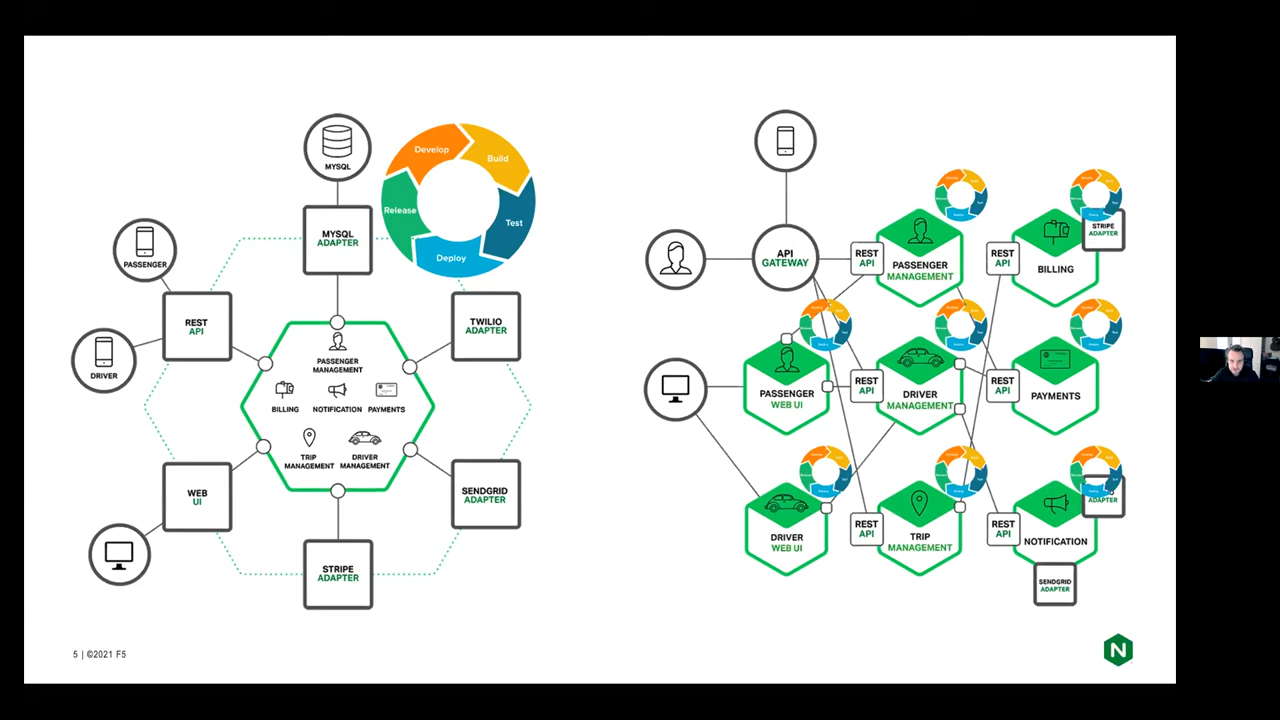 MYSQL
Develop
Build
Test
Deploy
Release
MYSQL
ADAPTER
PASSENGER
REST
API
DRIVER
TWILIO
ADAPTER
PASSENGER
MANAGEMENT
BILLING
NOTIFICATION
PAYMENTS
TRIP
MANAGEMENT
DRIVER
MANAGEMENT
WEB
UI
SENDGRID
ADAPTER
STRIPE
ADAPTER
API
GATEWAY
REST
API
PASSENGER
MANAGEMENT
REST
API
BILLING
STRIPE
ADAPTER
PASSENGER
WEB UI
REST
API
DRIVER
MANAGEMENT
REST
API
PAYMENTS
DRIVER
WEB UI
REST
API
TRIP
MANAGEMENT
REST
API
NOTIFICATION
ADAPTER
SENDGRID
ADAPTER
5 | ©2021 F5
N